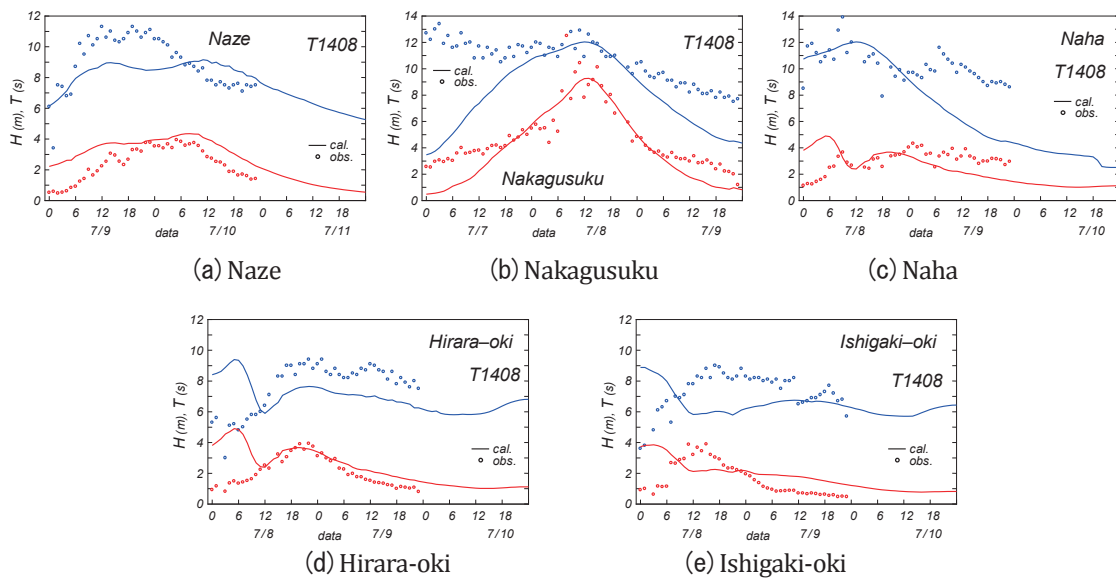 12
10
8
6
4
2
0
H (m), T (s)
Naze
T1408
cal.
obs.
0 6 12 18 0 6 12 18 0 6 12 18
7/9 data 7/10 7/11
(a) Naze
14
12
10
8
6
4
2
0
H (m), T (s)
T1408
cal.
obs.
Nakagusuku
0 6 12 18 0 6 12 18 0 6 12 18
7/7 data 7/8 7/9
(b) Nakagusuku
14
12
10
8
6
4
2
0
H (m), T (s)
Naha
T1408
cal.
obs.
0 6 12 18 0 6 12 18 0 6 12 18
7/8 data 7/9 7/10
(c) Naha
12
10
8
6
4
2
0
H (m), T (s)
Hirara–oki
T1408
cal.
obs.
0 6 12 18 0 6 12 18 0 6 12 18
7/8 data 7/9 7/10
(d) Hirara-oki
12
10
8
6
4
2
0
H (m), T (s)
Ishigaki–oki
T1408
cal.
obs.
0 6 12 18 0 6 12 18 0 6 12 18
7/8 data 7/9 7/10
(e) Ishigaki-oki